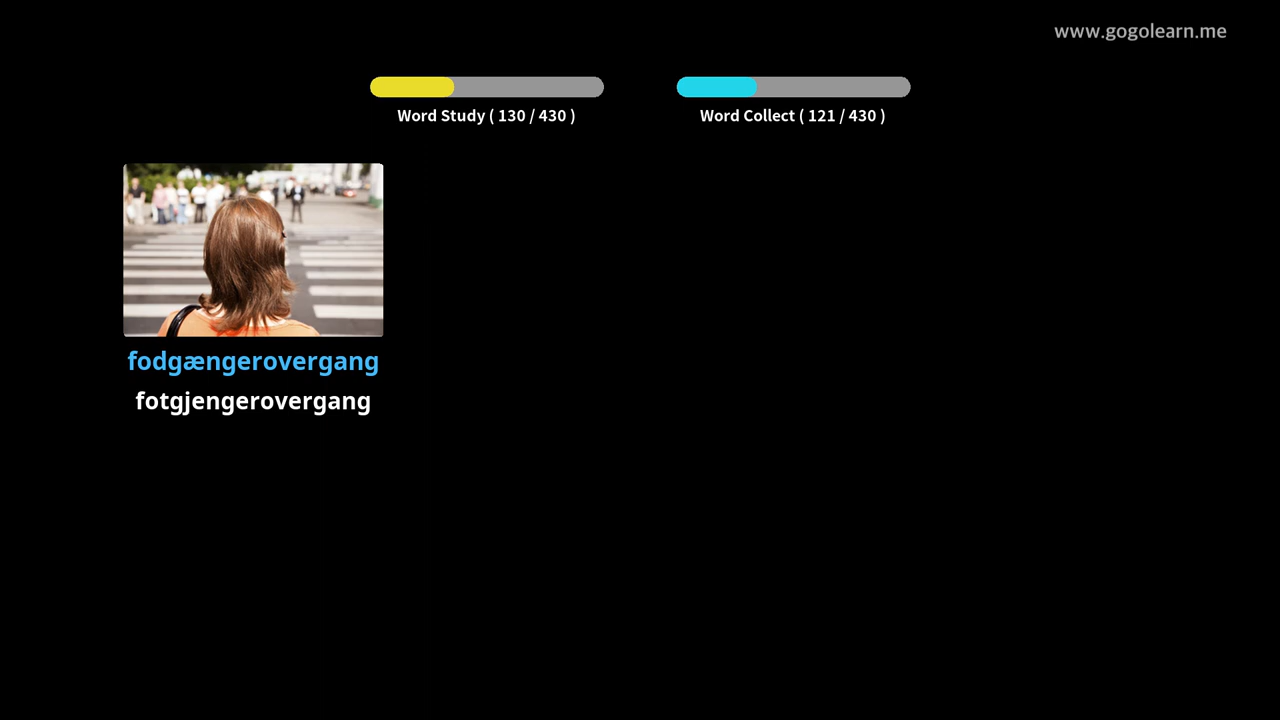 www.gogolearn.me
Word Study ( 130 / 430 )
Word Collect ( 121 / 430 )
fodgængerovergang
fotgjengerovergang